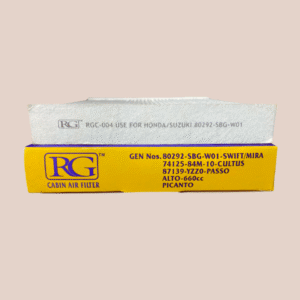 RG RGC-004 USE FOR HONDA/SUZUKI 80292-SBG-W01
RG™
CABIN AIR FILTER
GEN Nos. 80292-SBG-W01-SWIFT/MIRA
74125-84M-10-CULTUS
87139-YZZ0-PASSO
ALTO-660cc
PICANTO